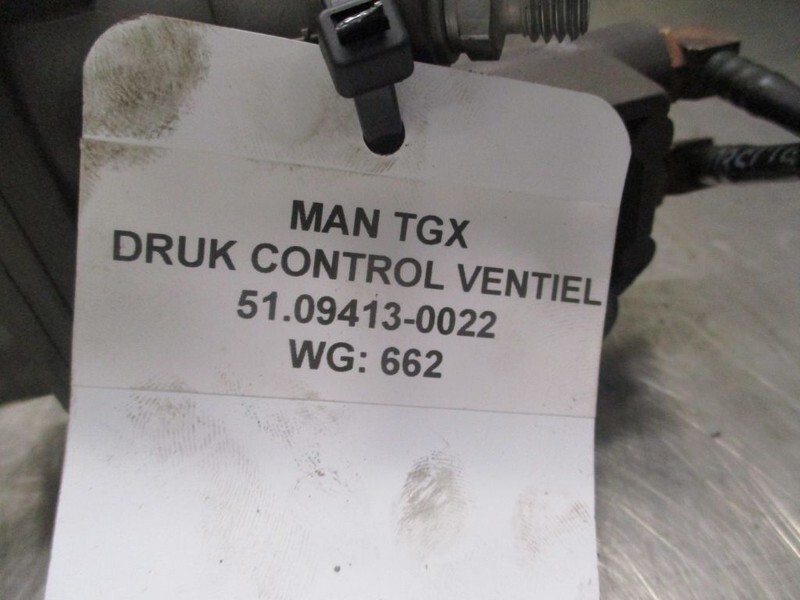 MAN TGX
DRUK CONTROL VENTIEL
51.09413-0022
WG: 662